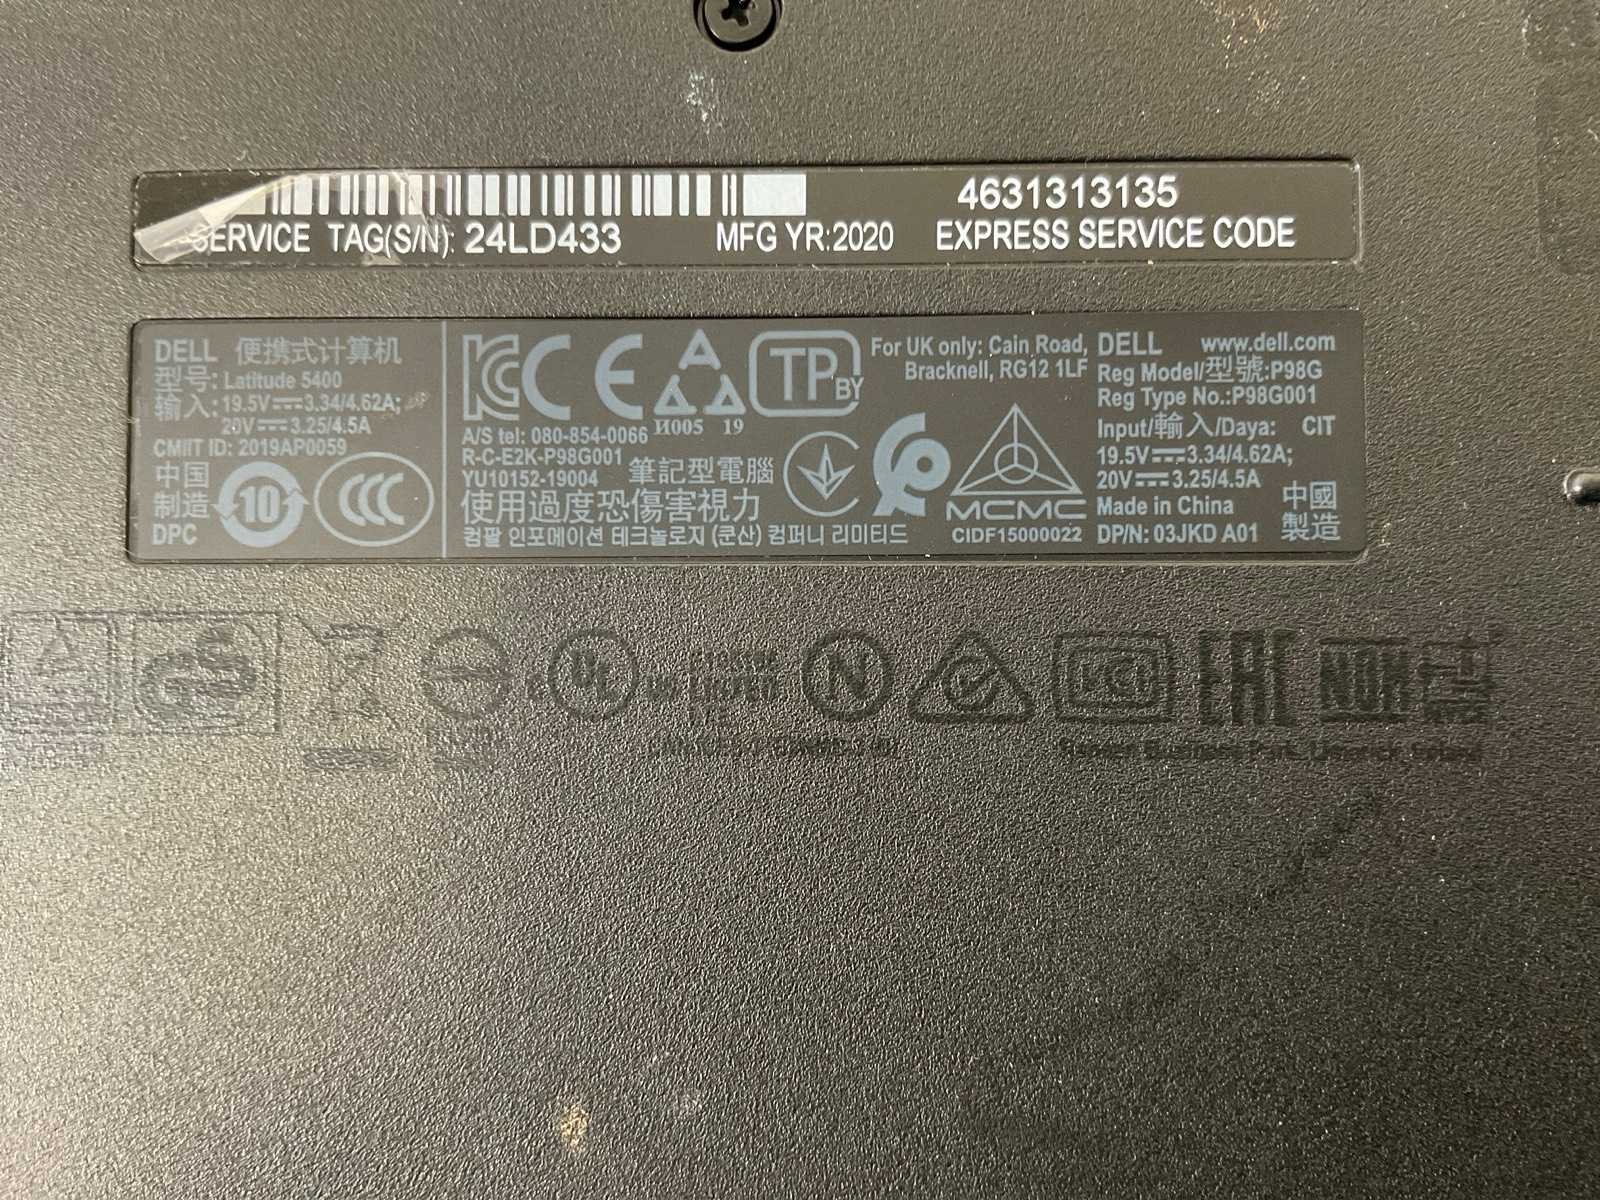 SERVICE TAG(S/N): 24LD433
MFG YR:2020
4631313135
EXPRESS SERVICE CODE
DELL 便携式计算机
型号: Latitude 5400
输入: 19.5V⎓3.34/4.62A;
20V⎓3.25/4.5A
CMIIT ID: 2019AP0059
中国
制造
DPC
10
CCC
KC CE
TP BY
A/S tel: 080-854-0066
И005 19
R-C-E2K-P98G001
YU10152-19004
筆記型電腦
使用過度恐傷害視力
컴팔 인포메이션 테크놀로지 (쿤산) 컴퍼니 리미티드
For UK only: Cain Road,
Bracknell, RG12 1LF
MCMC
CIDF15000022
DELL www.dell.com
Reg Model/型號:P98G
Reg Type No.:P98G001
Input/輸入/Daya: CIT
19.5V⎓3.34/4.62A;
20V⎓3.25/4.5A
Made in China
DP/N: 03JKD A01
中國
製造
GS
UL
N
EAC
NOM